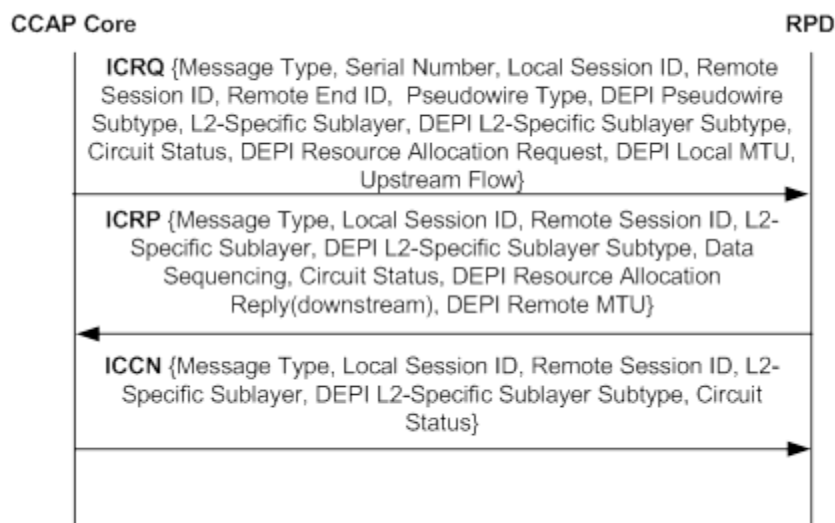 CCAP Core
RPD
ICRQ {Message Type, Serial Number, Local Session ID, Remote
Session ID, Remote End ID, Pseudowire Type, DEPI Pseudowire
Subtype, L2-Specific Sublayer, DEPI L2-Specific Sublayer Subtype,
Circuit Status, DEPI Resource Allocation Request, DEPI Local MTU,
Upstream Flow}
ICRP {Message Type, Local Session ID, Remote Session ID, L2-
Specific Sublayer, DEPI L2-Specific Sublayer Subtype, Data
Sequencing, Circuit Status, DEPI Resource Allocation
Reply(downstream), DEPI Remote MTU}
ICCN {Message Type, Local Session ID, Remote Session ID, L2-
Specific Sublayer, DEPI L2-Specific Sublayer Subtype, Circuit
Status}